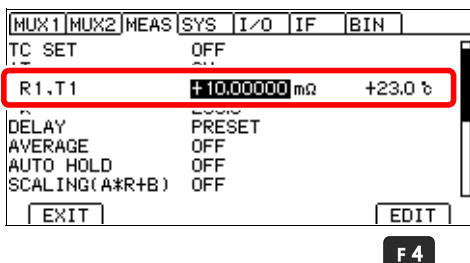 MUX1 MUX2 MEAS SYS I/O IF BIN
TC SET OFF
R1,T1 +10.00000 mΩ +23.0 ℃
DELAY PRESET
AVERAGE OFF
AUTO HOLD OFF
SCALING(A*R+B) OFF
EXIT EDIT
F4